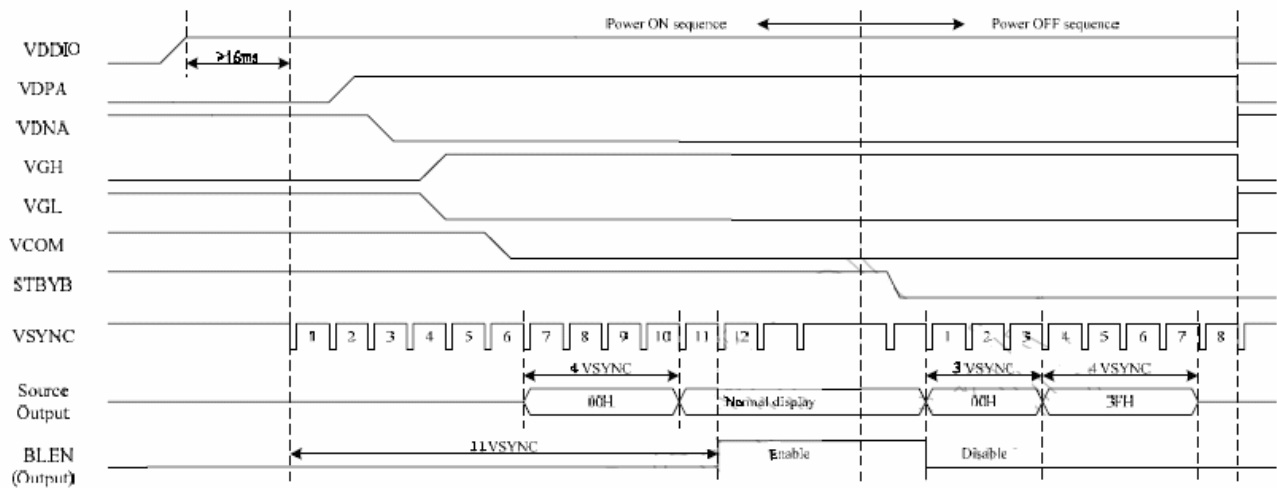 Power ON sequence
Power OFF sequence
VDDIO
>16ms
VDPA
VDNA
VGH
VGL
VCOM
STBYB
VSYNC
1 2 3 4 5 6 7 8 9 10 11 12 1 2 3 4 5 6 7 8
4 VSYNC
3 VSYNC
4 VSYNC
Source
Output
00H
Normal display
00H
3FH
11VSYNC
BLEN
(Output)
Enable
Disable